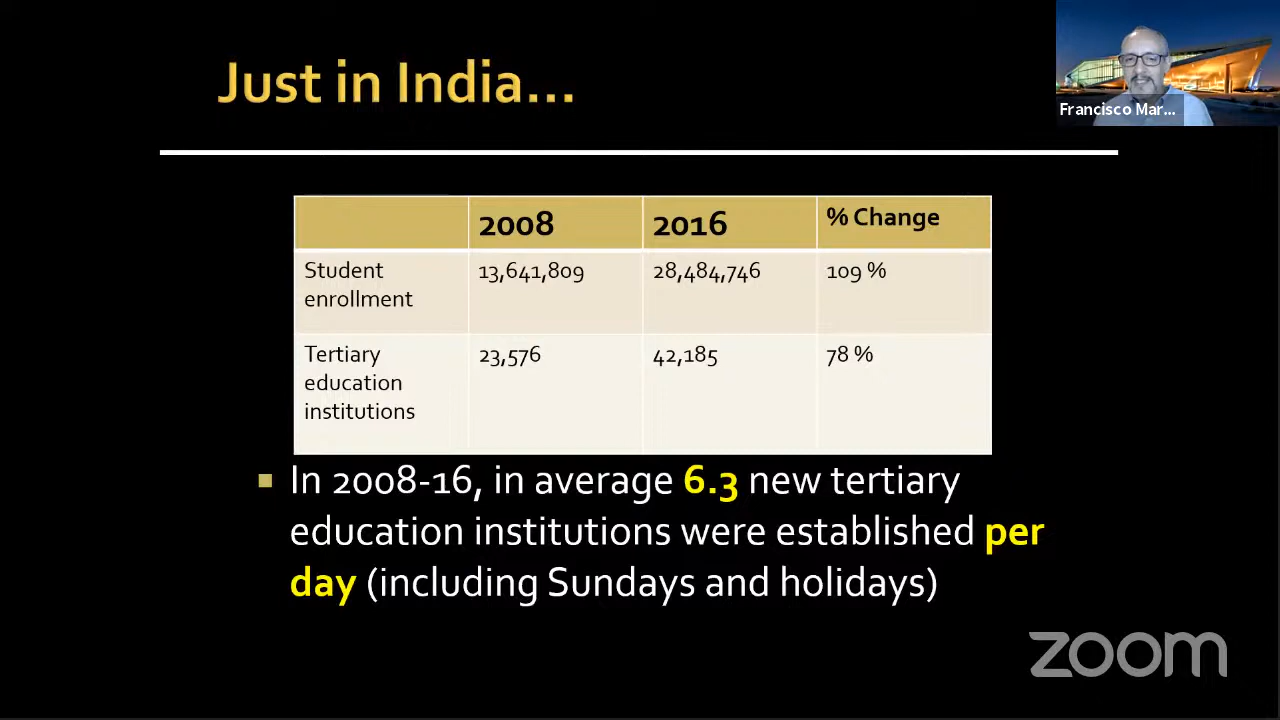 Just in India...
Francisco Mar...
2008 2016 % Change
Student enrollment 13,641,809 28,484,746 109 %
Tertiary education institutions 23,576 42,185 78 %
In 2008-16, in average 6.3 new tertiary
education institutions were established per
day (including Sundays and holidays)
zoom